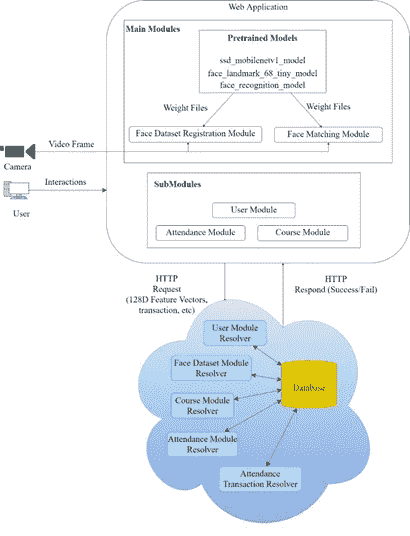 Web Application
Main Modules
Pretrained Models
ssd_mobilenetv1_model
face_landmark_68_tiny_model
face_recognition_model
Weight Files
Weight Files
Video Frame
Face Dataset Registration Module
Face Matching Module
Camera
Interactions
User
SubModules
User Module
Attendance Module
Course Module
HTTP
Request
(128D Feature Vectors,
transaction, etc)
HTTP
Respond (Success/Fail)
User Module
Resolver
Face Dataset Module
Resolver
Database
Course Module
Resolver
Attendance Module
Resolver
Attendance
Transaction Resolver